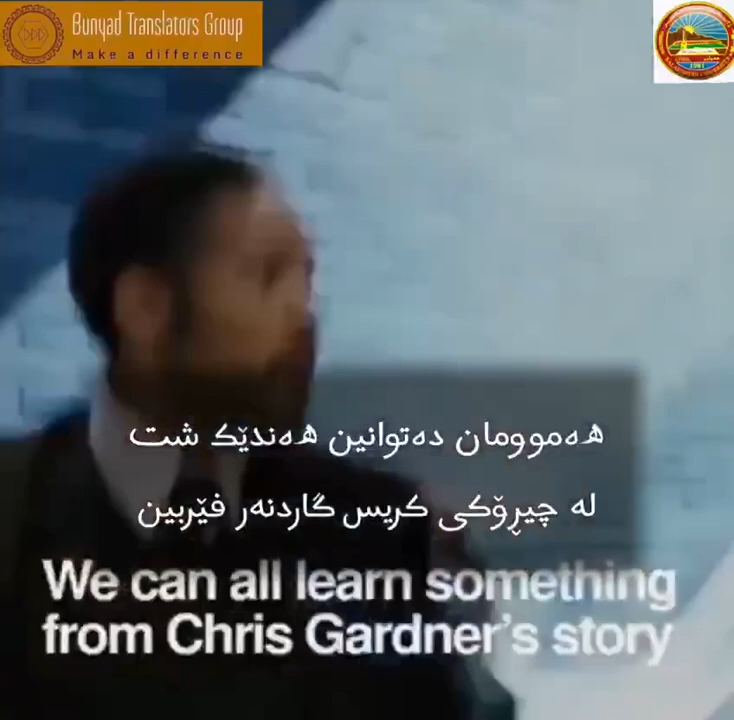 Bunyad Translators Group
Make a difference
هەموومان دەتوانین هەندێک شت
لە چیڕۆکی کریس گاردنەر فێربین
We can all learn something
from Chris Gardner's story